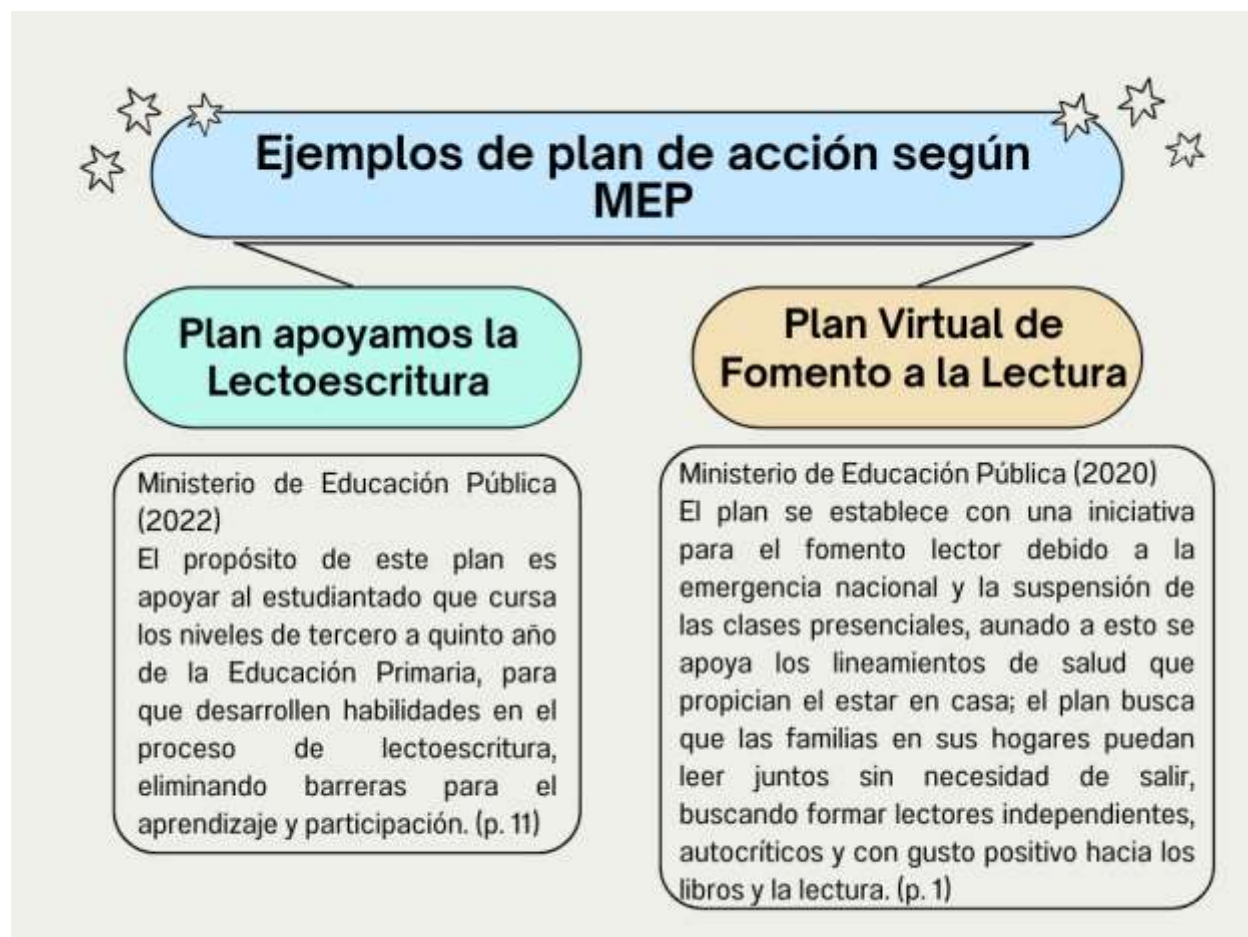 Ejemplos de plan de acción según
MEP
Plan apoyamos la
Lectoescritura
Ministerio de Educación Pública
(2022)
El propósito de este plan es
apoyar al estudiantado que cursa
los niveles de tercero a quinto año
de la Educación Primaria, para
que desarrollen habilidades en el
proceso de lectoescritura,
eliminando barreras para el
aprendizaje y participación. (p. 11)
Plan Virtual de
Fomento a la Lectura
Ministerio de Educación Pública (2020)
El plan se establece con una iniciativa
para el fomento lector debido a la
emergencia nacional y la suspensión de
las clases presenciales, aunado a esto se
apoya los lineamientos de salud que
propician el estar en casa; el plan busca
que las familias en sus hogares puedan
leer juntos sin necesidad de salir,
buscando formar lectores independientes,
autocríticos y con gusto positivo hacia los
libros y la lectura. (p. 1)